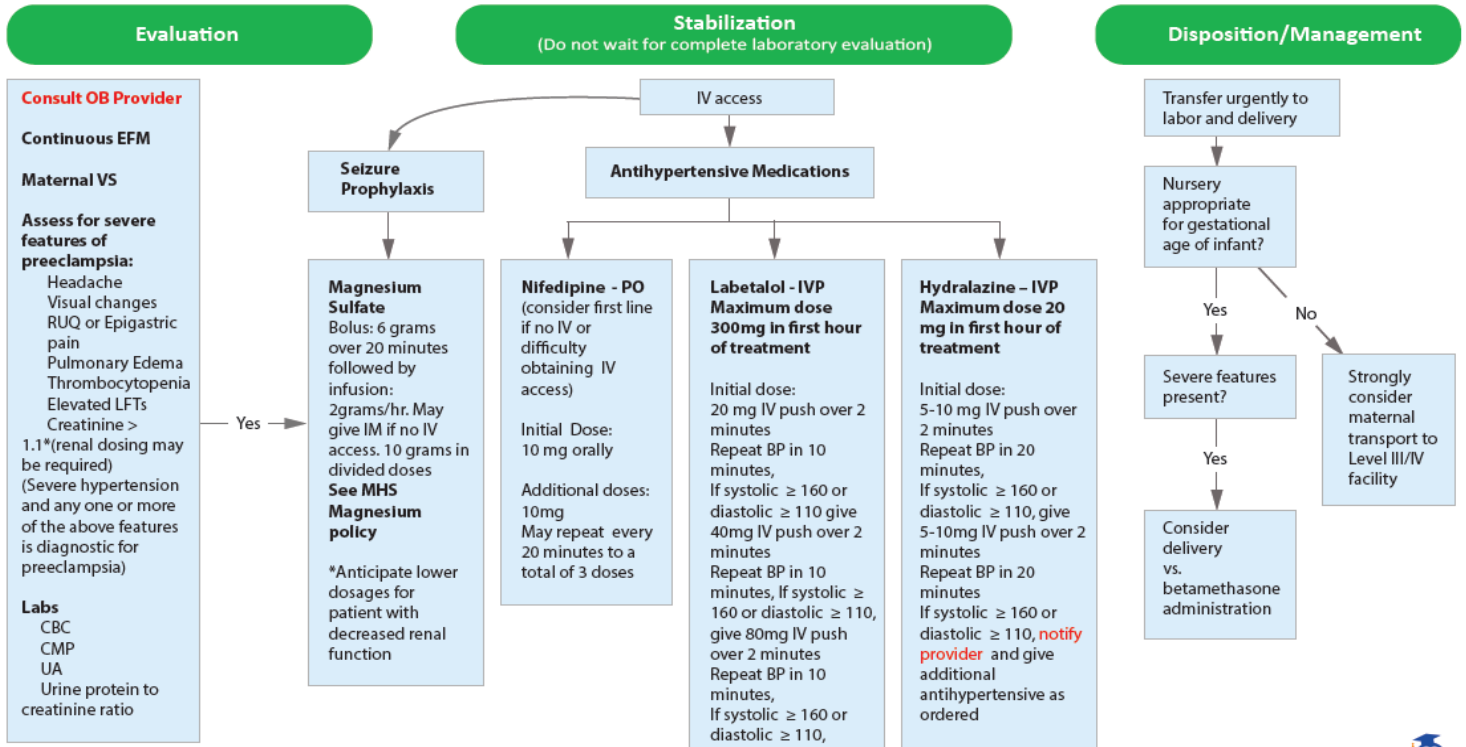 Evaluation
Consult OB Provider
Continuous EFM
Maternal VS
Assess for severe
features of
preeclampsia:
Headache
Visual changes
RUQ or Epigastric
pain
Pulmonary Edema
Thrombocytopenia
Elevated LFTs
Creatinine >
1.1*(renal dosing may
be required)
(Severe hypertension
and any one or more
of the above features
is diagnostic for
preeclampsia)
Labs
CBC
CMP
UA
Urine protein to
creatinine ratio
Yes
Stabilization
(Do not wait for complete laboratory evaluation)
IV access
Seizure
Prophylaxis
Magnesium
Sulfate
Bolus: 6 grams
over 20 minutes
followed by
infusion:
2grams/hr. May
give IM if no IV
access. 10 grams in
divided doses
See MHS
Magnesium
policy
*Anticipate lower
dosages for
patient with
decreased renal
function
Antihypertensive Medications
Nifedipine - PO
(consider first line
if no IV or
difficulty
obtaining IV
access)
Initial Dose:
10 mg orally
Additional doses:
10mg
May repeat every
20 minutes to a
total of 3 doses
Labetalol - IVP
Maximum dose
300mg in first hour
of treatment
Initial dose:
20 mg IV push over 2
minutes
Repeat BP in 10
minutes,
If systolic ≥ 160 or
diastolic ≥ 110 give
40mg IV push over 2
minutes
Repeat BP in 10
minutes, If systolic ≥
160 or diastolic ≥ 110,
give 80mg IV push
over 2 minutes
Repeat BP in 10
minutes,
If systolic ≥ 160 or
diastolic ≥ 110,
Hydralazine – IVP
Maximum dose 20
mg in first hour of
treatment
Initial dose:
5-10 mg IV push over
2 minutes
Repeat BP in 20
minutes,
If systolic ≥ 160 or
diastolic ≥ 110, give
5-10mg IV push over 2
minutes
Repeat BP in 20
minutes
If systolic ≥ 160 or
diastolic ≥ 110, notify
provider and give
additional
antihypertensive as
ordered
Disposition/Management
Transfer urgently to
labor and delivery
Nursery
appropriate
for gestational
age of infant?
Yes
No
Severe features
present?
Strongly
consider
maternal
transport to
Level III/IV
facility
Yes
Consider
delivery
vs.
betamethasone
administration